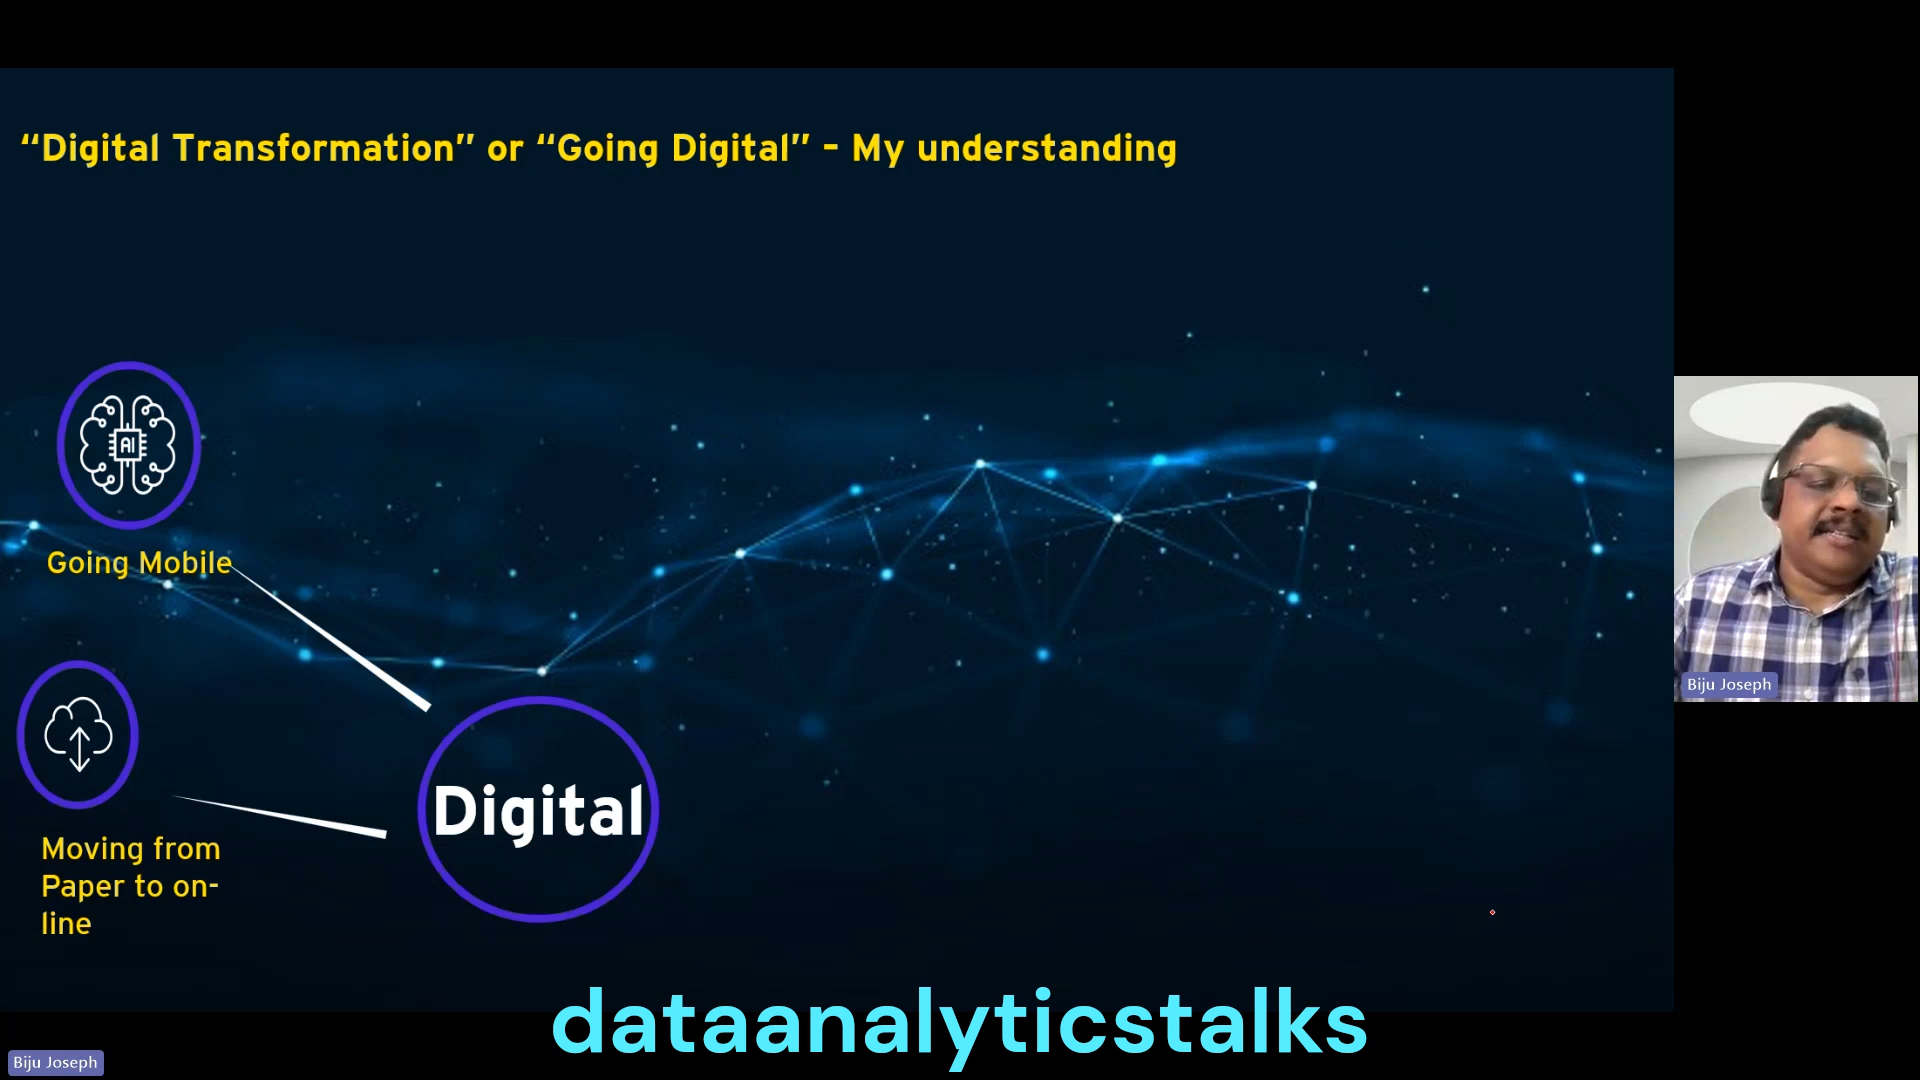 “Digital Transformation” or “Going Digital” – My understanding
AI
Going Mobile
Digital
Moving from
Paper to on-
line
Biju Joseph
dataanalyticstalks
Biju Joseph